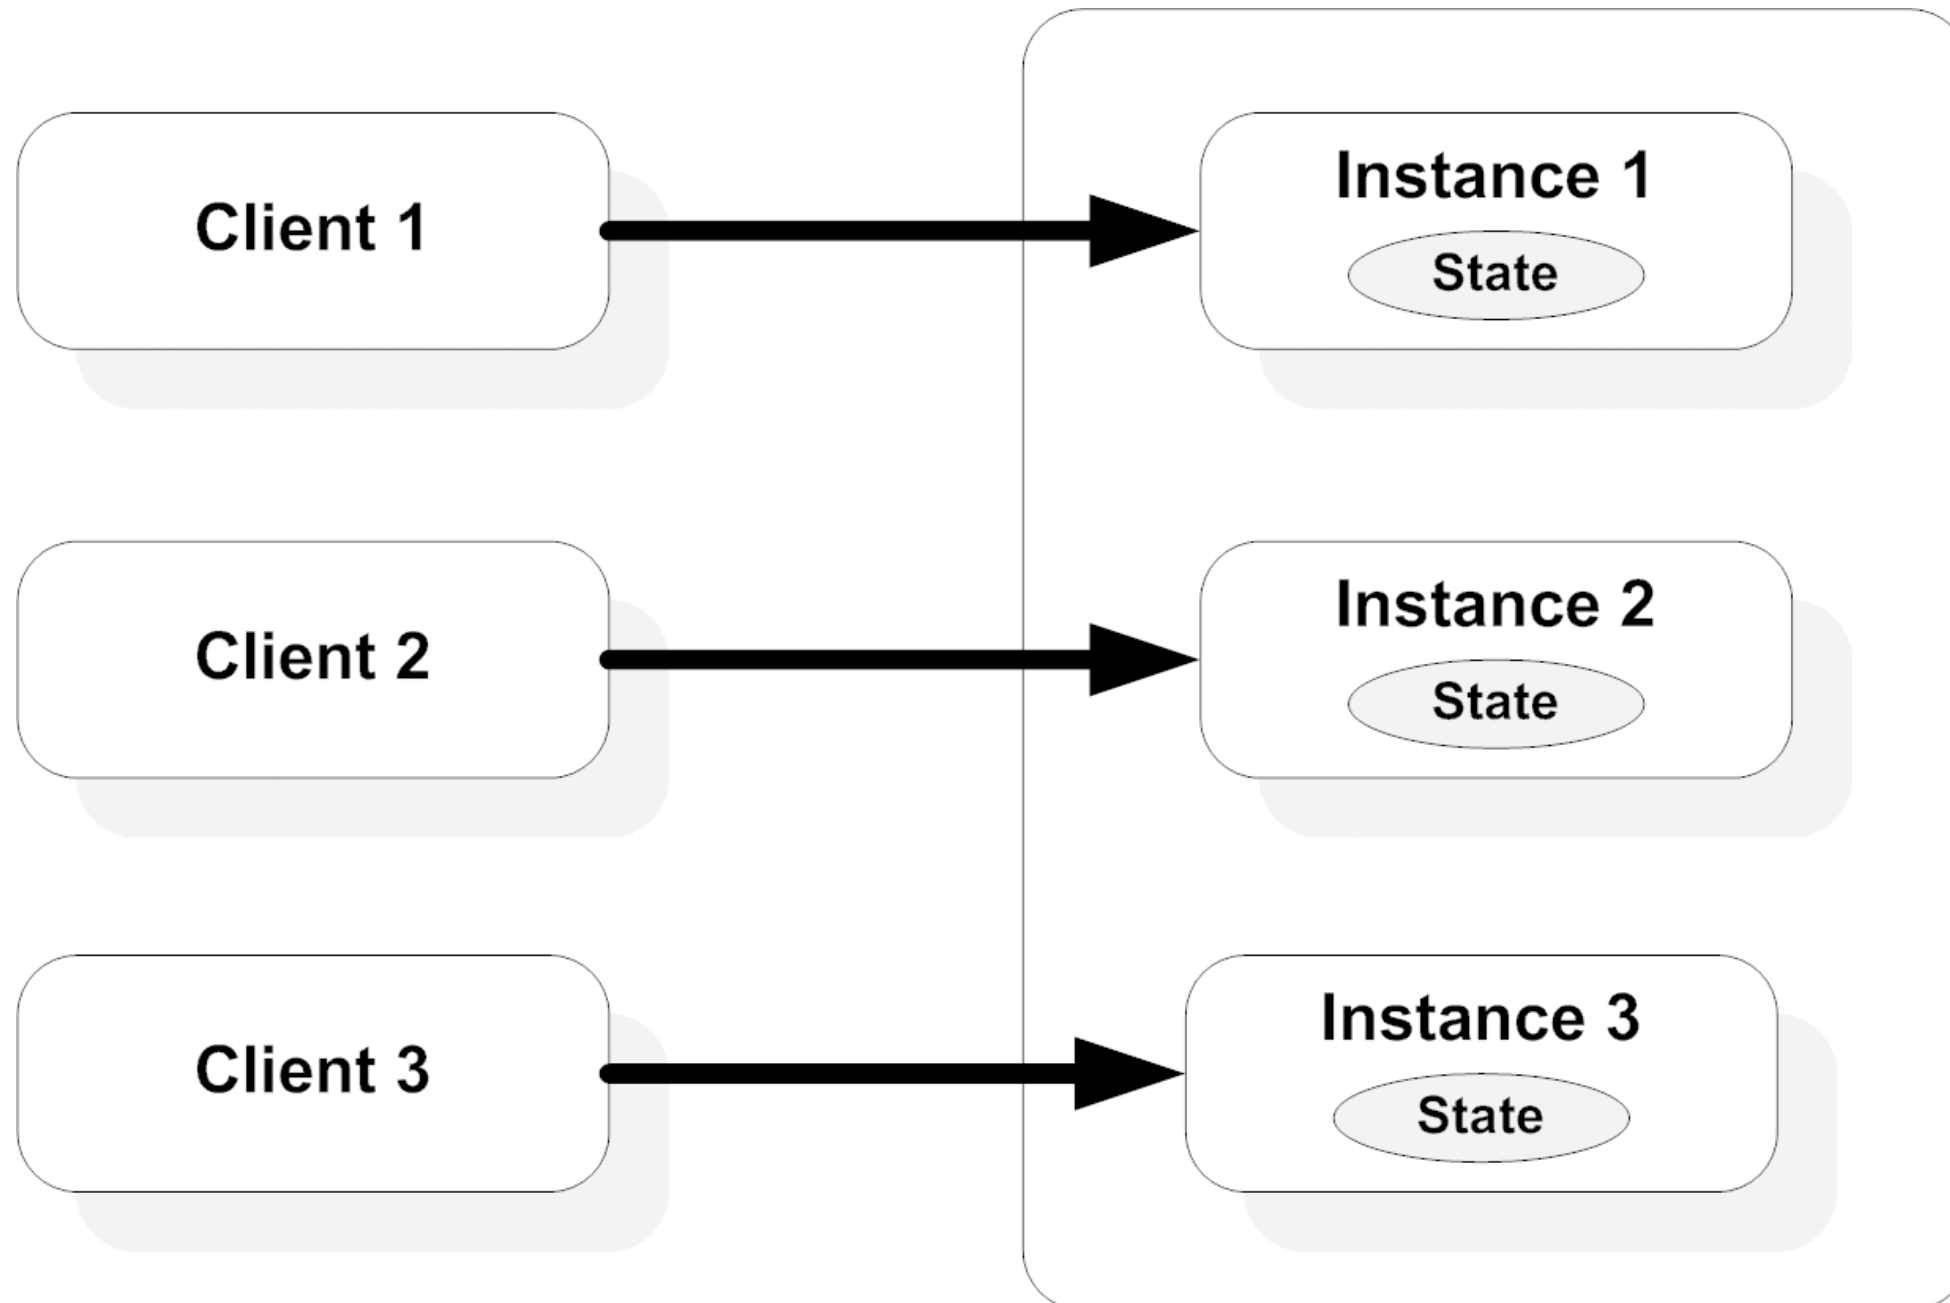 Client 1
Instance 1
State
Client 2
Instance 2
State
Client 3
Instance 3
State